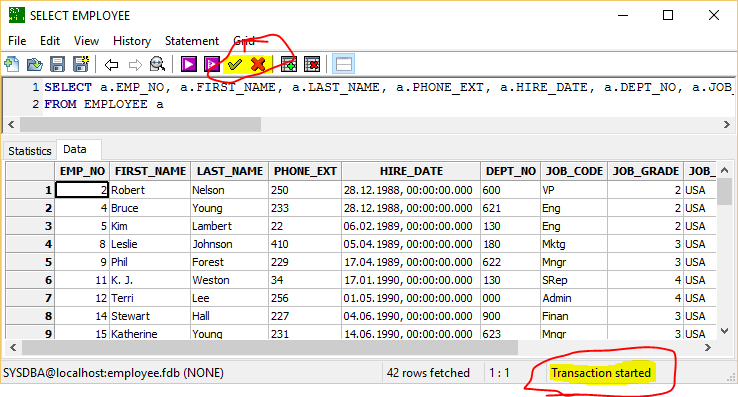 SELECT EMPLOYEE
File Edit View History Statement Grid
1 SELECT a.EMP_NO, a.FIRST_NAME, a.LAST_NAME, a.PHONE_EXT, a.HIRE_DATE, a.DEPT_NO, a.JOB_
2 FROM EMPLOYEE a
Statistics Data
EMP_NO FIRST_NAME LAST_NAME PHONE_EXT HIRE_DATE DEPT_NO JOB_CODE JOB_GRADE JOB_
1 2 Robert Nelson 250 28.12.1988, 00:00:00.000 600 VP 2 USA
2 4 Bruce Young 233 28.12.1988, 00:00:00.000 621 Eng 2 USA
3 5 Kim Lambert 22 06.02.1989, 00:00:00.000 130 Eng 2 USA
4 8 Leslie Johnson 410 05.04.1989, 00:00:00.000 180 Mktg 3 USA
5 9 Phil Forest 229 17.04.1989, 00:00:00.000 622 Mngr 3 USA
6 11 K. J. Weston 34 17.01.1990, 00:00:00.000 130 SRep 4 USA
7 12 Terri Lee 256 01.05.1990, 00:00:00.000 000 Admin 4 USA
8 14 Stewart Hall 227 04.06.1990, 00:00:00.000 900 Finan 3 USA
9 15 Katherine Young 231 14.06.1990, 00:00:00.000 623 Mngr 3 USA
SYSDBA@localhost:employee.fdb (NONE) 42 rows fetched 1 : 1 Transaction started